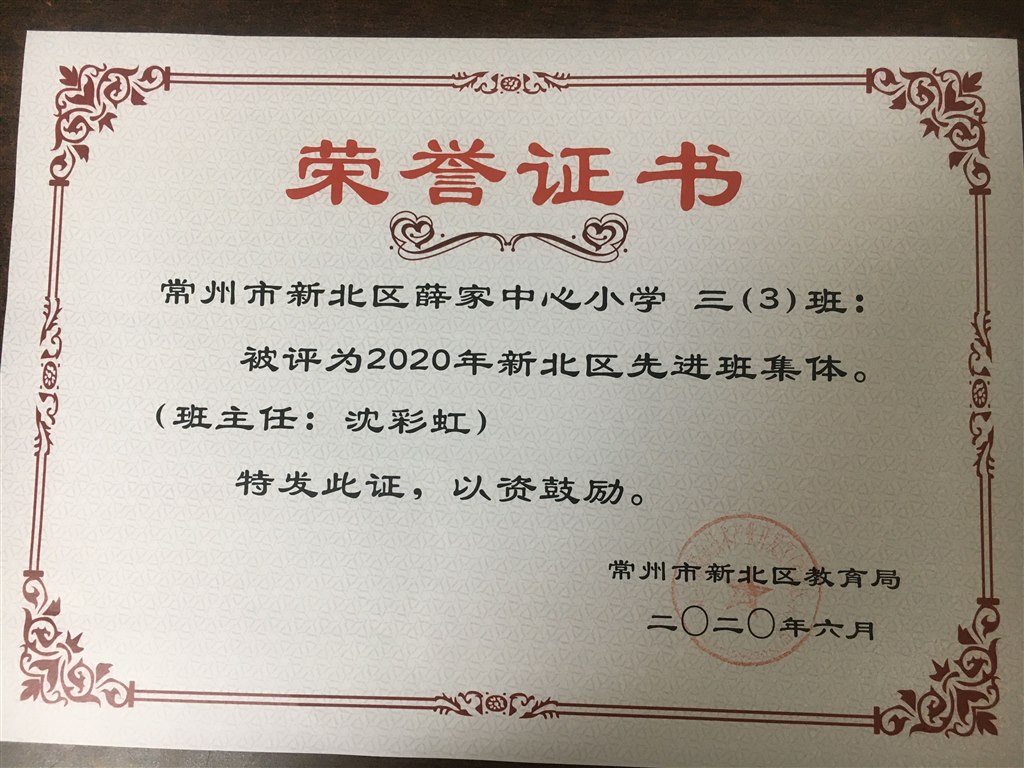 荣誉证书
常州市新北区薛家中心小学 三(3)班：
被评为2020年新北区先进班集体。
(班主任：沈彩虹)
特发此证，以资鼓励。
常州市新北区教育局
二〇二〇年六月